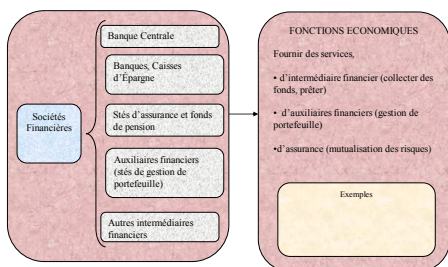 Sociétés
Financières
Banque Centrale
Banques, Caisses
d'Épargne
Stés d'assurance et fonds
de pension
Auxiliaires financiers
(stés de gestion de
portefeuille)
Autres intermédiaires
financiers
FONCTIONS ECONOMIQUES
Fournir des services,
• d'intermédiaire financier (collecter des
fonds, prêter)
• d'auxiliaires financiers (gestion de
portefeuille)
•d'assurance (mutualisation des risques)
Exemples